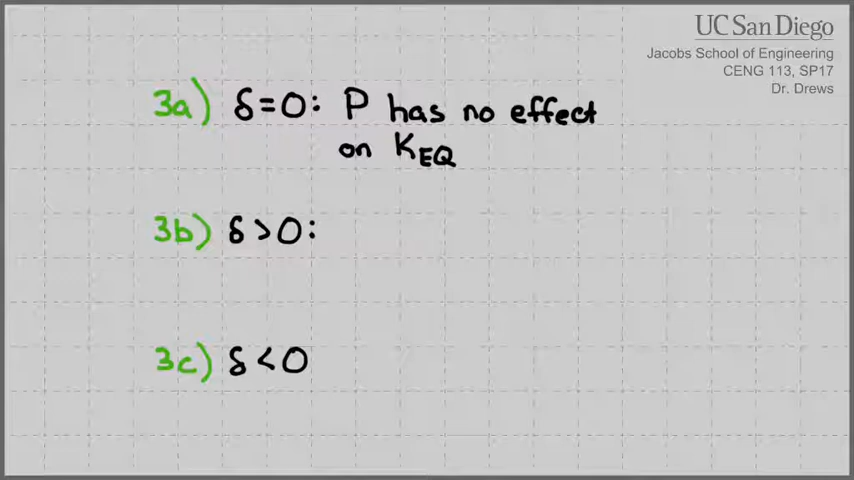 UC San Diego
Jacobs School of Engineering
CENG 113, SP17
Dr. Drews
3a) δ=0: P has no effect
on KEQ
3b) δ>0:
3c) δ<0